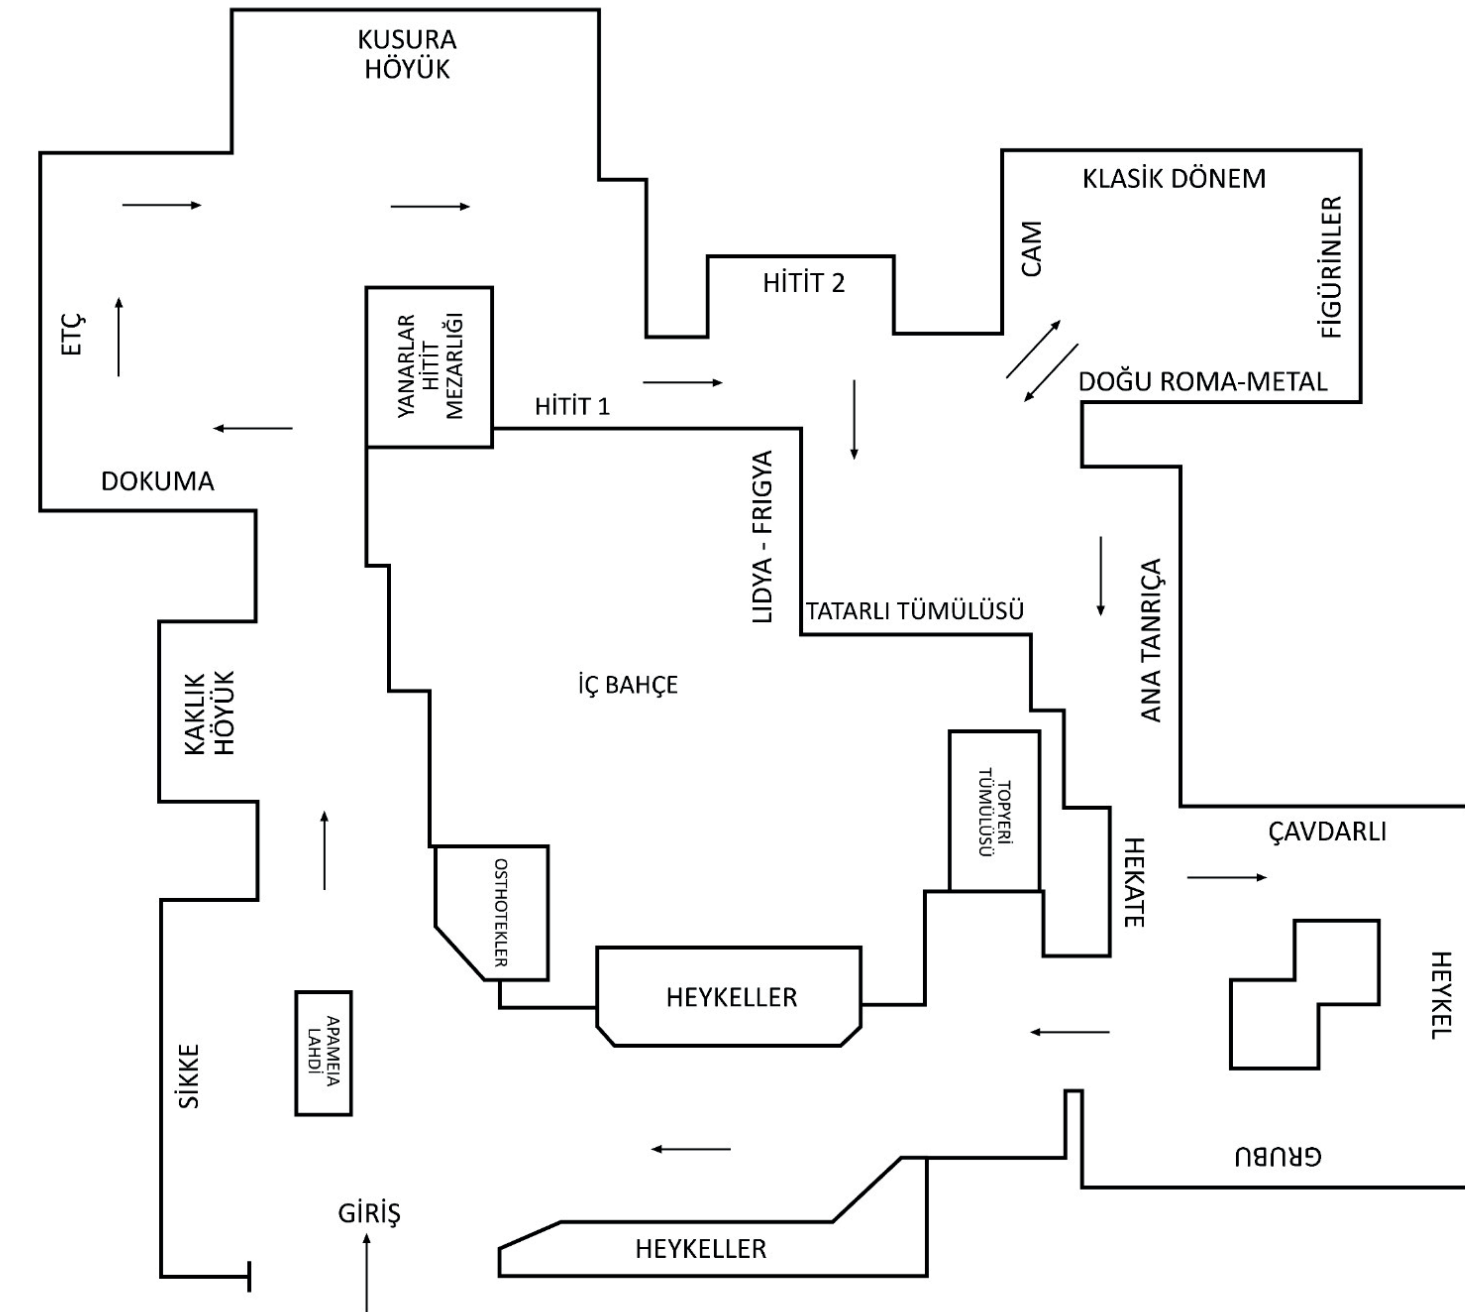 KUSURA
HÖYÜK
KLASİK DÖNEM
CAM
FİGÜRİNLER
HİTİT 2
ETÇ
YANARLAR
HİTİT
MEZARLIĞI
DOĞU ROMA-METAL
HİTİT 1
DOKUMA
LIDYA - FRIGYA
TATARLI TÜMÜLÜSÜ
ANA TANRIÇA
KAKLIK
HÖYÜK
İÇ BAHÇE
TOPYERİ
TÜMÜLÜSÜ
ÇAVDARLI
HEKATE
OSTHOTEKLER
HEYKELLER
HEYKEL
APAMEIA
LAHDİ
SİKKE
GRUBU
GİRİŞ
HEYKELLER